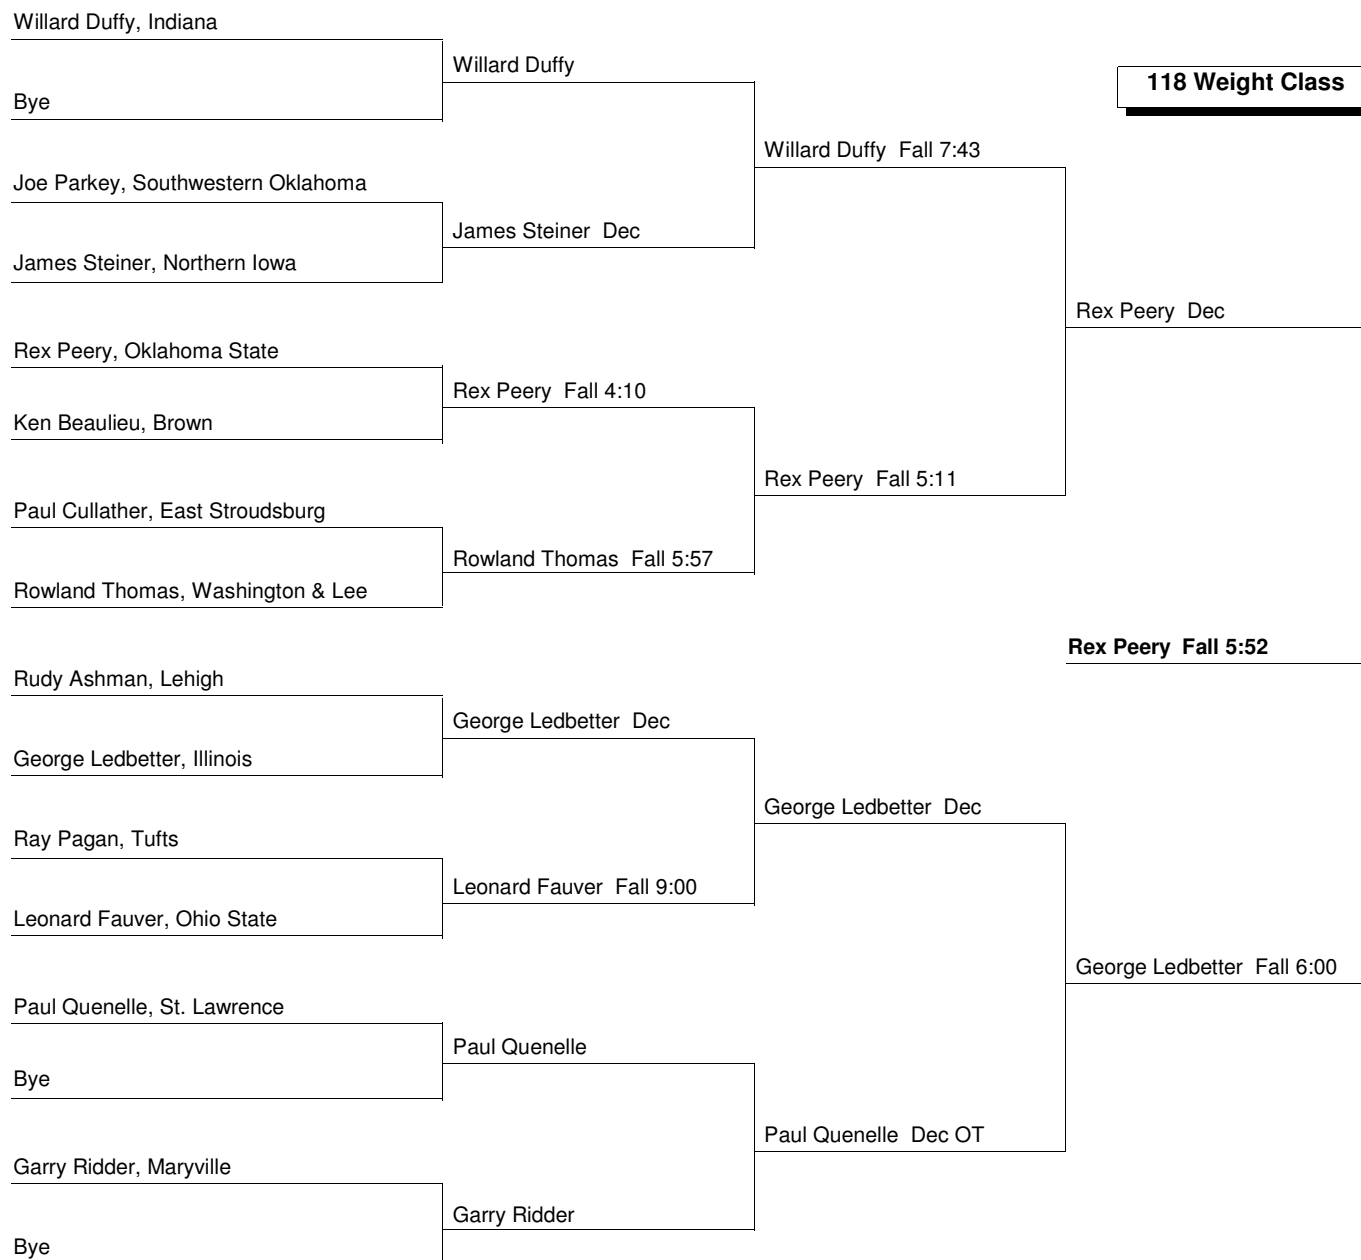 Willard Duffy, Indiana
Willard Duffy
118 Weight Class
Bye
Willard Duffy Fall 7:43
Joe Parkey, Southwestern Oklahoma
James Steiner Dec
James Steiner, Northern Iowa
Rex Peery Dec
Rex Peery, Oklahoma State
Rex Peery Fall 4:10
Ken Beaulieu, Brown
Rex Peery Fall 5:11
Paul Cullather, East Stroudsburg
Rowland Thomas Fall 5:57
Rowland Thomas, Washington & Lee
Rex Peery Fall 5:52
Rudy Ashman, Lehigh
George Ledbetter Dec
George Ledbetter, Illinois
George Ledbetter Dec
Ray Pagan, Tufts
Leonard Fauver Fall 9:00
Leonard Fauver, Ohio State
George Ledbetter Fall 6:00
Paul Quenelle, St. Lawrence
Paul Quenelle
Bye
Paul Quenelle Dec OT
Garry Ridder, Maryville
Garry Ridder
Bye